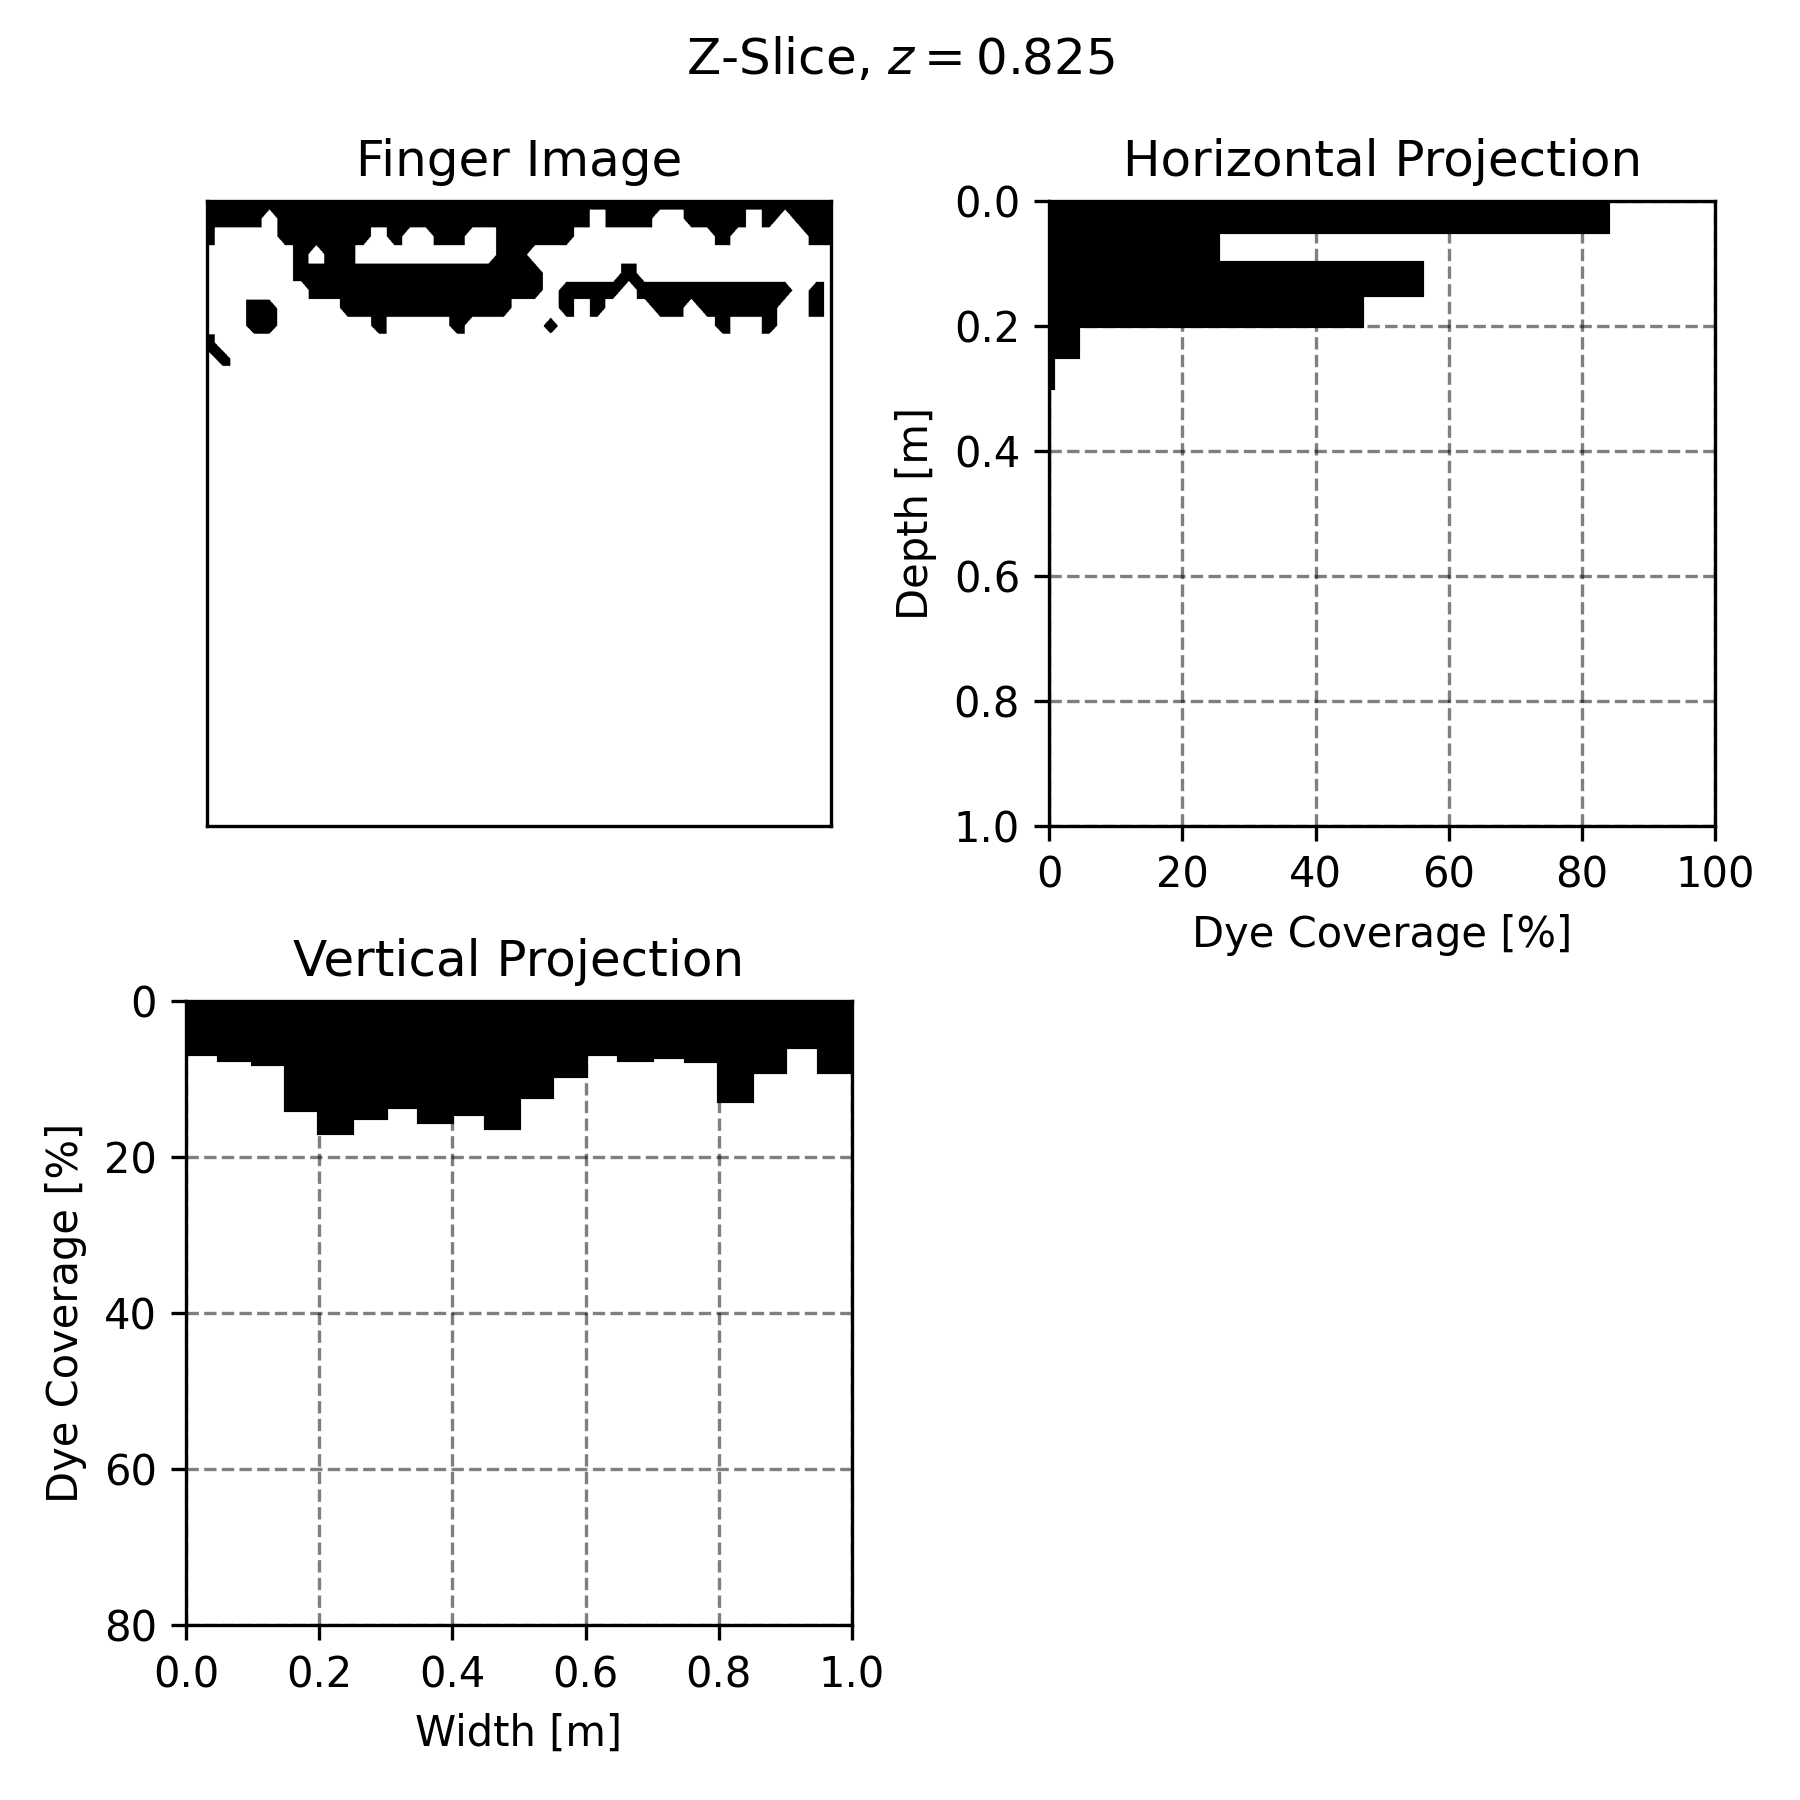 Z-Slice, z = 0.825
Finger Image
Horizontal Projection
0.0
0.2
0.4
0.6
0.8
1.0
Depth [m]
0 20 40 60 80 100
Dye Coverage [%]
Vertical Projection
0
20
40
60
80
Dye Coverage [%]
0.0 0.2 0.4 0.6 0.8 1.0
Width [m]